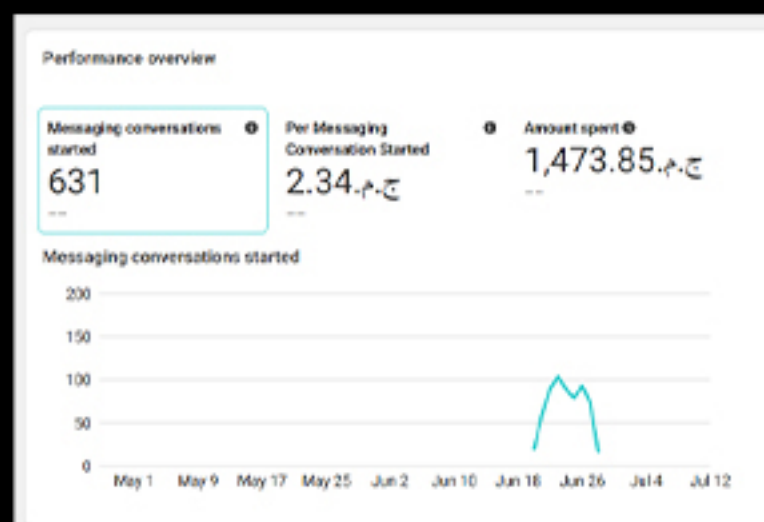 Performance overview
Messaging conversations
started
631
--
Per Messaging
Conversation Started
2.34.ج.م
--
Amount spent
1,473.85.ج.م
--
Messaging conversations started
200
150
100
50
0
May 1 May 9 May 17 May 25 Jun 2 Jun 10 Jun 18 Jun 26 Jul 4 Jul 12